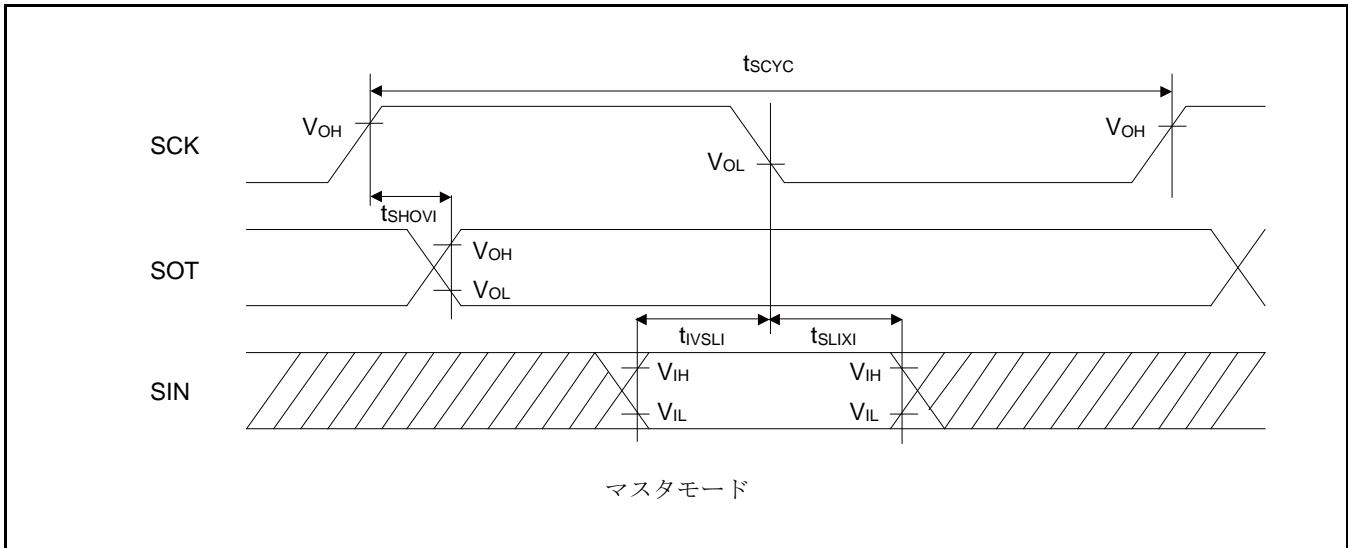 tSCYC
VOH
VOH
SCK
VOL
tSHOVI
VOH
SOT
VOL
tIVSLI
tSLIXI
VIH
VIH
SIN
VIL
VIL
マスタモード